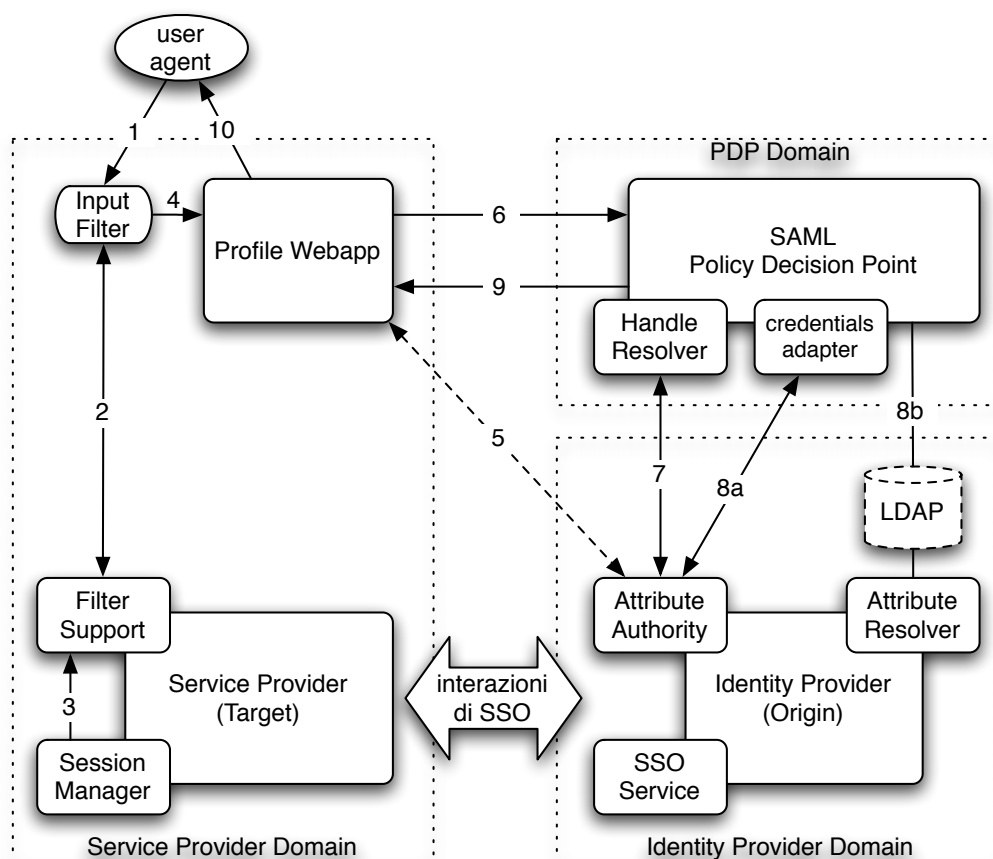 user
agent
1
10
PDP Domain
Input
Filter
4
Profile Webapp
6
SAML
Policy Decision Point
9
Handle
Resolver
credentials
adapter
2
5
7
8a
8b
LDAP
Filter
Support
Attribute
Authority
Attribute
Resolver
3
Service Provider
(Target)
interazioni
di SSO
Identity Provider
(Origin)
Session
Manager
SSO
Service
Service Provider Domain
Identity Provider Domain